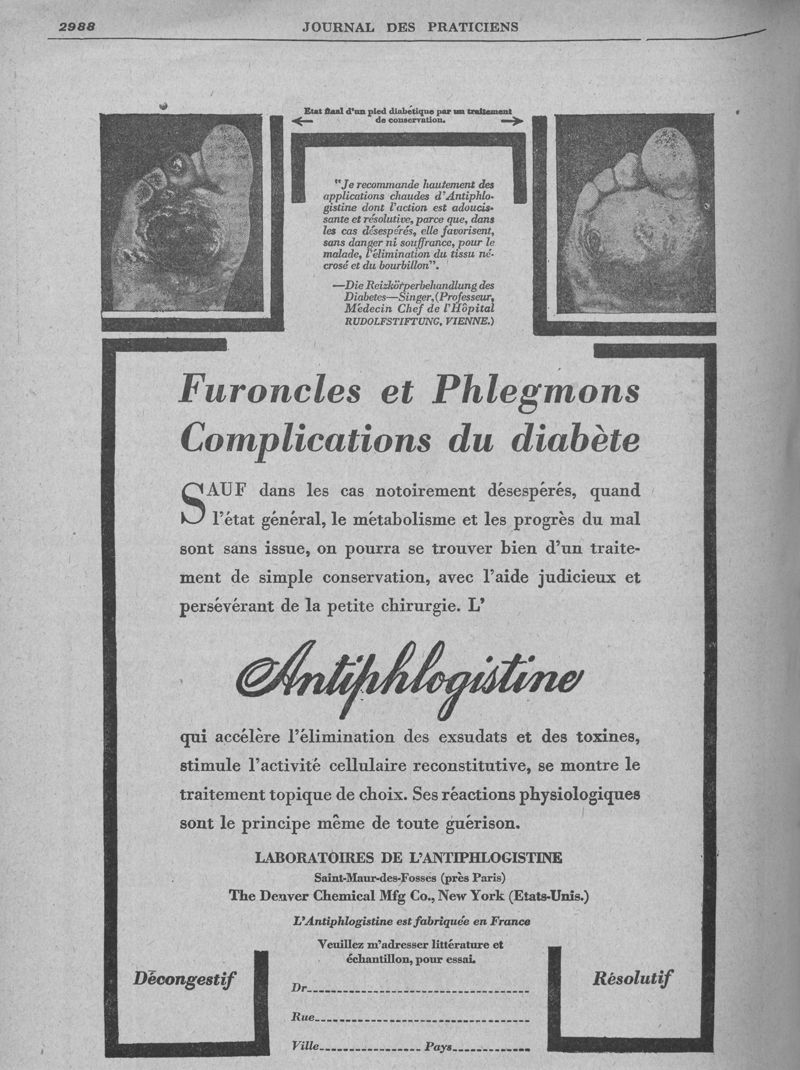 2988
JOURNAL DES PRATICIENS
Etat final d'un pied diabétique par un traitement
de conservation.
"Je recommande hautement des
applications chaudes d'Antiphlo-
gistine dont l'action est adoucis-
sante et résolutive, parce que, dans
les cas désespérés, elle favorisent,
sans danger ni souffrance, pour le
malade, l'élimination du tissu né-
crosé et du bourbillon".
—Die Reizkörperbehandlung des
Diabetes—Singer, (Professeur,
Médecin Chef de l'Hôpital
RUDOLFSTIFTUNG, VIENNE.)
Furoncles et Phlegmons
Complications du diabète
SAUF dans les cas notoirement désespérés, quand
l'état général, le métabolisme et les progrès du mal
sont sans issue, on pourra se trouver bien d'un traite-
ment de simple conservation, avec l'aide judicieux et
persévérant de la petite chirurgie. L'
Antiphlogistine
qui accélère l'élimination des exsudats et des toxines,
stimule l'activité cellulaire reconstitutive, se montre le
traitement topique de choix. Ses réactions physiologiques
sont le principe même de toute guérison.
LABORATOIRES DE L'ANTIPHLOGISTINE
Saint-Maur-des-Fosses (près Paris)
The Denver Chemical Mfg Co., New York (Etats-Unis.)
L'Antiphlogistine est fabriquée en France
Veuillez m'adresser littérature et
échantillon, pour essai.
Décongestif
Résolutif
Dr
Rue
Ville Pays